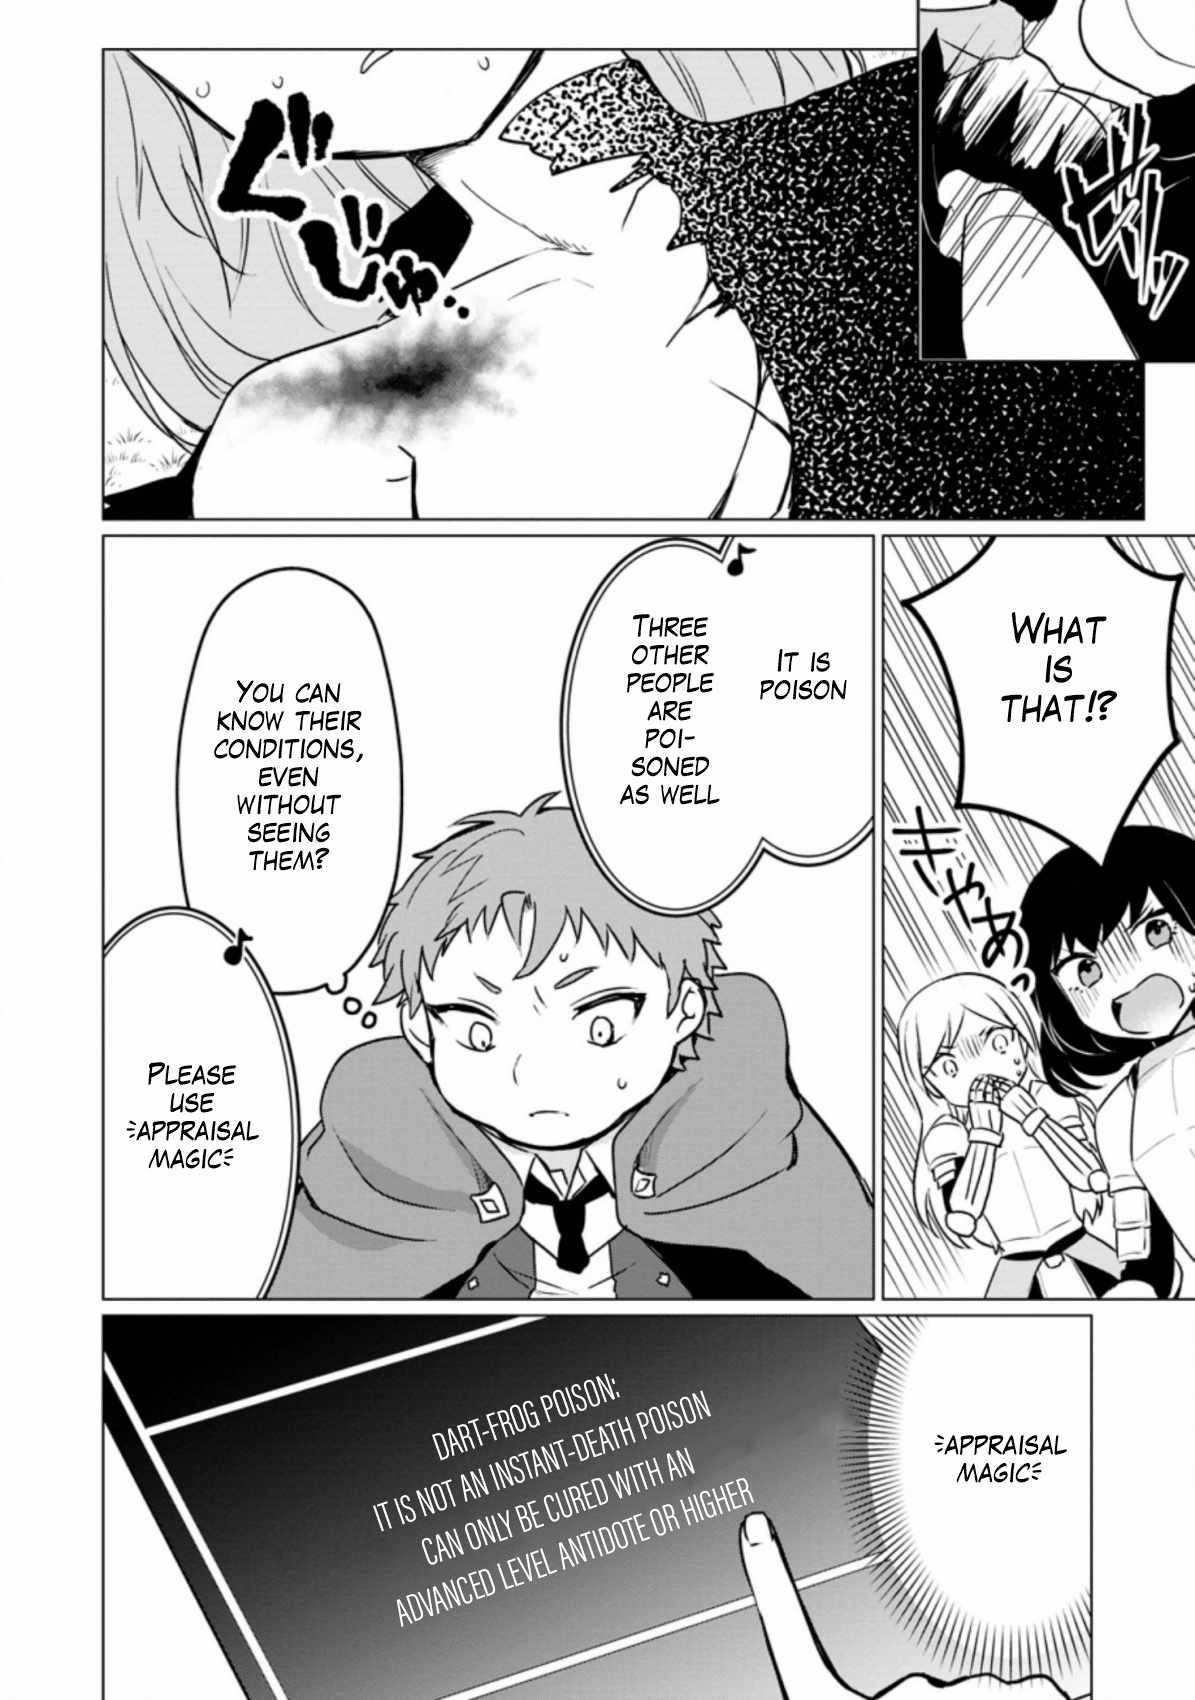 ビリッ
ぐじゅ‥
WHAT
IS
THAT!?
きゃあっ
IT IS
POISON
THREE
OTHER
PEOPLE
ARE
POI-
SONED
AS WELL
YOU CAN
KNOW THEIR
CONDITIONS,
EVEN
WITHOUT
SEEING
THEM?
PLEASE
USE
APPRAISAL
MAGIC
APPRAISAL
MAGIC
DART-FROG POISON:
IT IS NOT AN INSTANT-DEATH POISON
CAN ONLY BE CURED WITH AN
ADVANCED LEVEL ANTIDOTE OR HIGHER